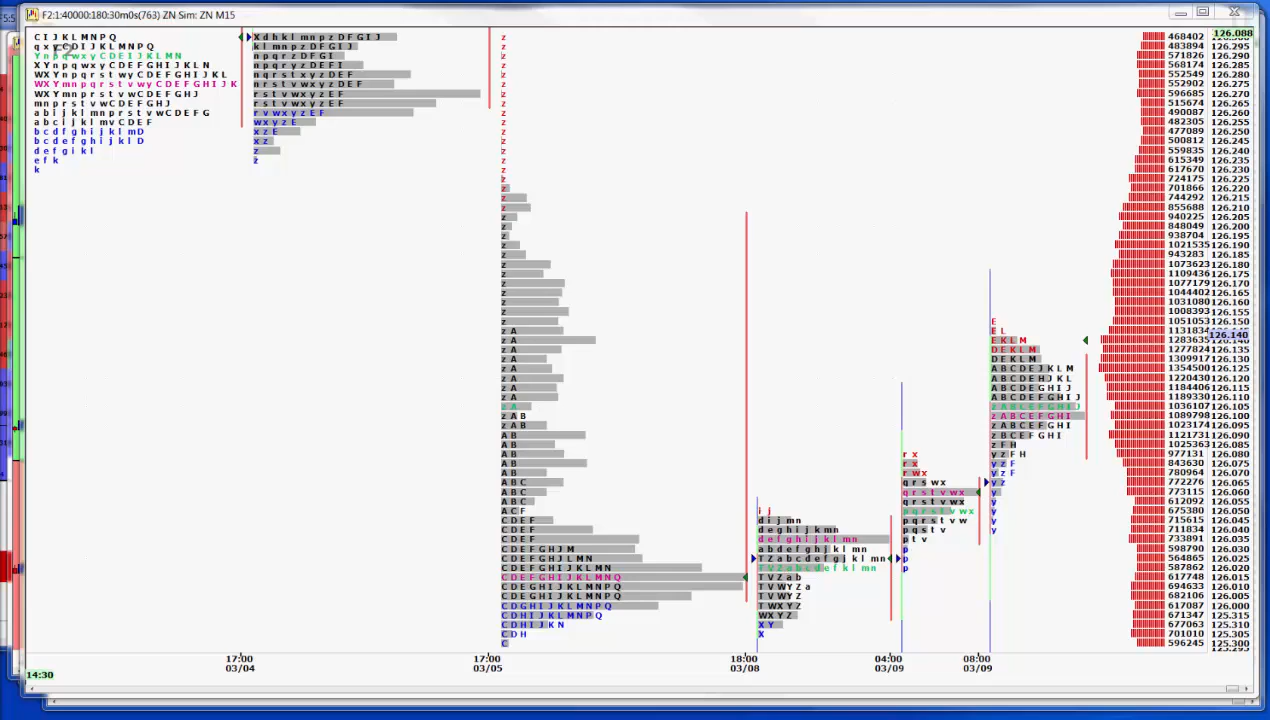 F2:1:40000:180:30m0s(763) ZN Sim: ZN M15
C I J K L M N P Q X d h k l m n p z D F G I J z 468402 126.088
q x y C D I J K L M N P Q k l m n p z D F G I J z 483894 126.295
Y n p q w x y C D E I J K L M N n p q r z D F G I z 571826 126.290
X Y n p q w x y C D E F G H I J K L N n p q r y z D E F I z 568174 126.285
W X Y n p q r s t w y C D E F G H I J K L n q r s t x y z D E F z 552549 126.280
W X Y m n p q r s t v w y C D E F G H I J K n r s t v w x y z D E F z 552902 126.275
W X Y m n p r s t v w C D E F G H J r s t v w x y z E F z 596685 126.270
m n p r s t v w C D E F G H J r s t v w x y z E F z 515674 126.265
a b i j k l m n p r s t v w C D E F G r v w x y z E F z 490087 126.260
a b c i j k l m v C D E F w x y z E z 482305 126.255
b c d f g h i j k l m D x z E z 477089 126.250
b c d e f g h i j k l D x z z 500812 126.245
d e f g i k l z z 559835 126.240
e f k z z 615349 126.235
k z 617670 126.230
z 724175 126.225
z 701866 126.220
z 744292 126.215
z 855688 126.210
z 940225 126.205
z 848049 126.200
z 938704 126.195
z 1021535 126.190
z 943283 126.185
z 1073623 126.180
z 1109436 126.175
z 1077179 126.170
z 1044402 126.165
z 1031080 126.160
z 1008393 126.155
z E 1051053 126.150
z A E L 1131834
z A E K L M 1283635 126.140
z A D E K L M 1277824 126.135
z A D E K L M 1309917 126.130
z A A B C D E J K L M 1354500 126.125
z A A B C D E H J K L 1220430 126.120
z A A B C D E G H I J 1184406 126.115
z A A B C D E F G H I J 1189330 126.110
z A z A B C E F G H I J 1036107 126.105
z A B z A B C E F G H I 1089798 126.100
z A B z A B C E F G H I 1023174 126.095
A B z B C E F G H I 1121731 126.090
A B z F H 1025363 126.085
A B r x y z F H 977131 126.080
A B r x y z F 843630 126.075
A B r w x y z F 780964 126.070
A B C q r s w x y z 772276 126.065
A B C q r s t v w x y 773115 126.060
A B C q r s t v w x y 612092 126.055
A C F i j p q r s t v w x y 675380 126.050
C D E F d i j m n p q r s t v w y 715615 126.045
C D E F d e g h i j k m n p q s t v y 711834 126.040
C D E F d e f g h i j k l m n p t v 733891 126.035
C D E F G H J M a b d e f g h j k l m n p 598790 126.030
C D E F G H J L M N T Z a b c d e f g j k l m n p 564865 126.025
C D E F G H I J K L M N T V Z a b c d e f k l m n p 587862 126.020
C D E F G H I J K L M N Q T V Z a b 617748 126.015
C D E G H I J K L M N P Q T V W Y Z a 694633 126.010
C D E G H I J K L M N P Q T V W Y Z 682106 126.005
C D G H I J K L M N P Q T W X Y Z 617087 126.000
C D H I J K L M N P Q W X Y Z 671347 125.315
C D H I J K N X Y 677063 125.310
C D H X 701010 125.305
C 596245 125.300
17:00 17:00 18:00 04:00 08:00
03/04 03/05 03/08 03/09 03/09
14:30